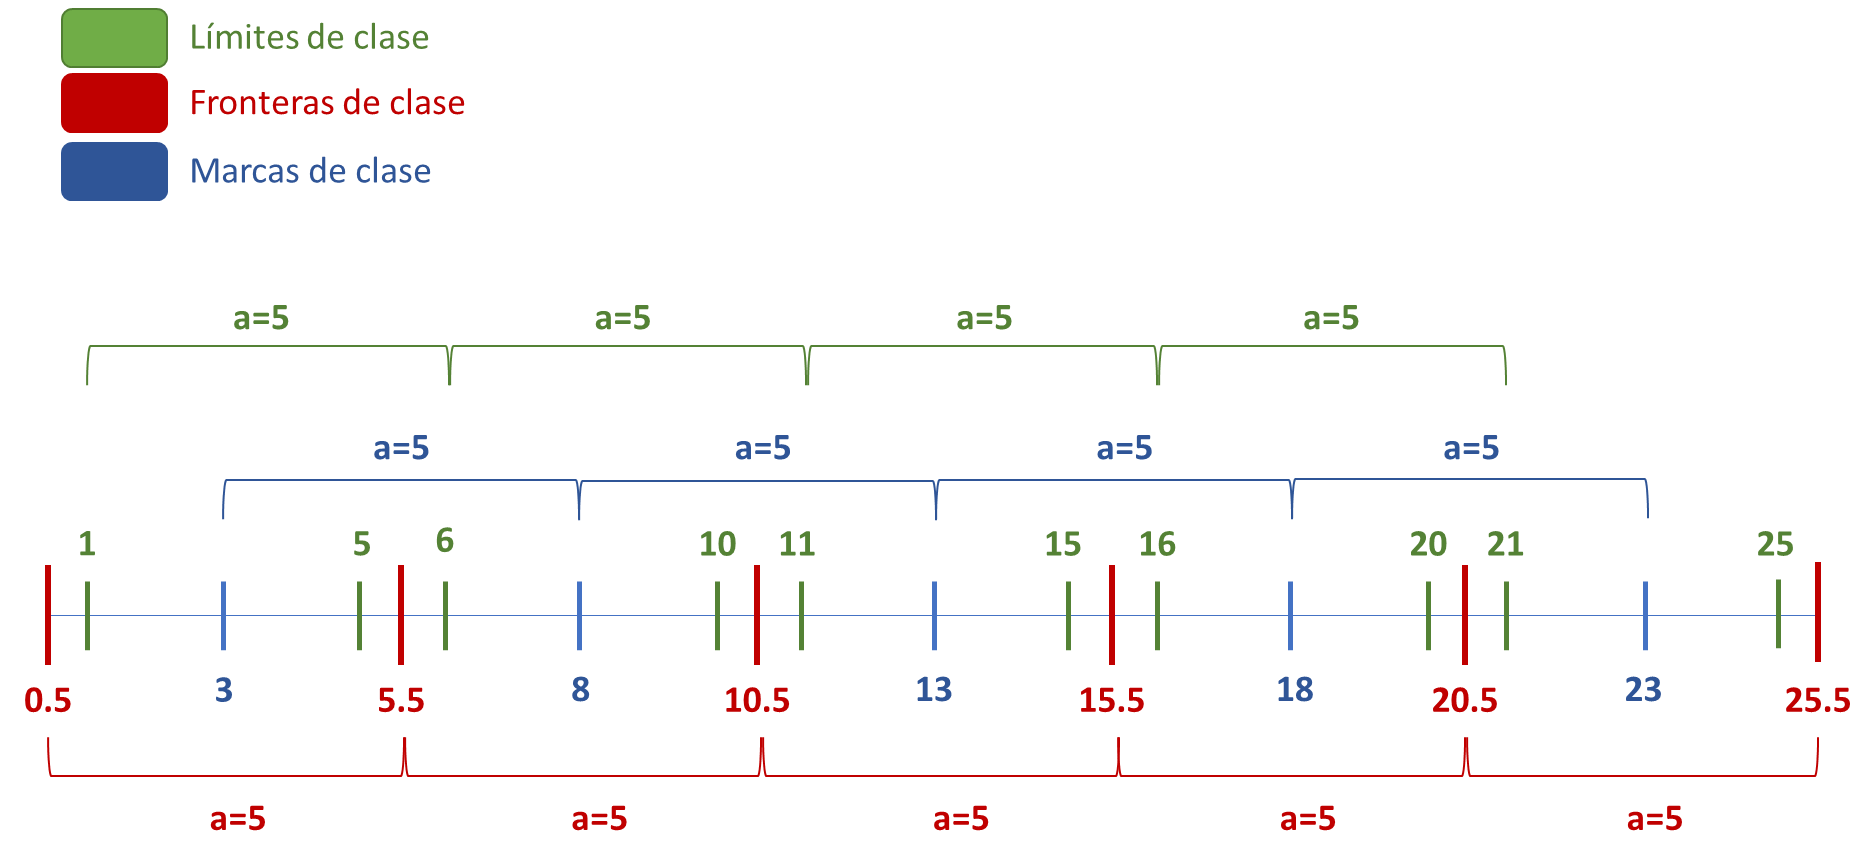 Límites de clase
Fronteras de clase
Marcas de clase
a=5 a=5 a=5 a=5
a=5 a=5 a=5 a=5
1 5 6 10 11 15 16 20 21 25
0.5 3 5.5 8 10.5 13 15.5 18 20.5 23 25.5
a=5 a=5 a=5 a=5 a=5